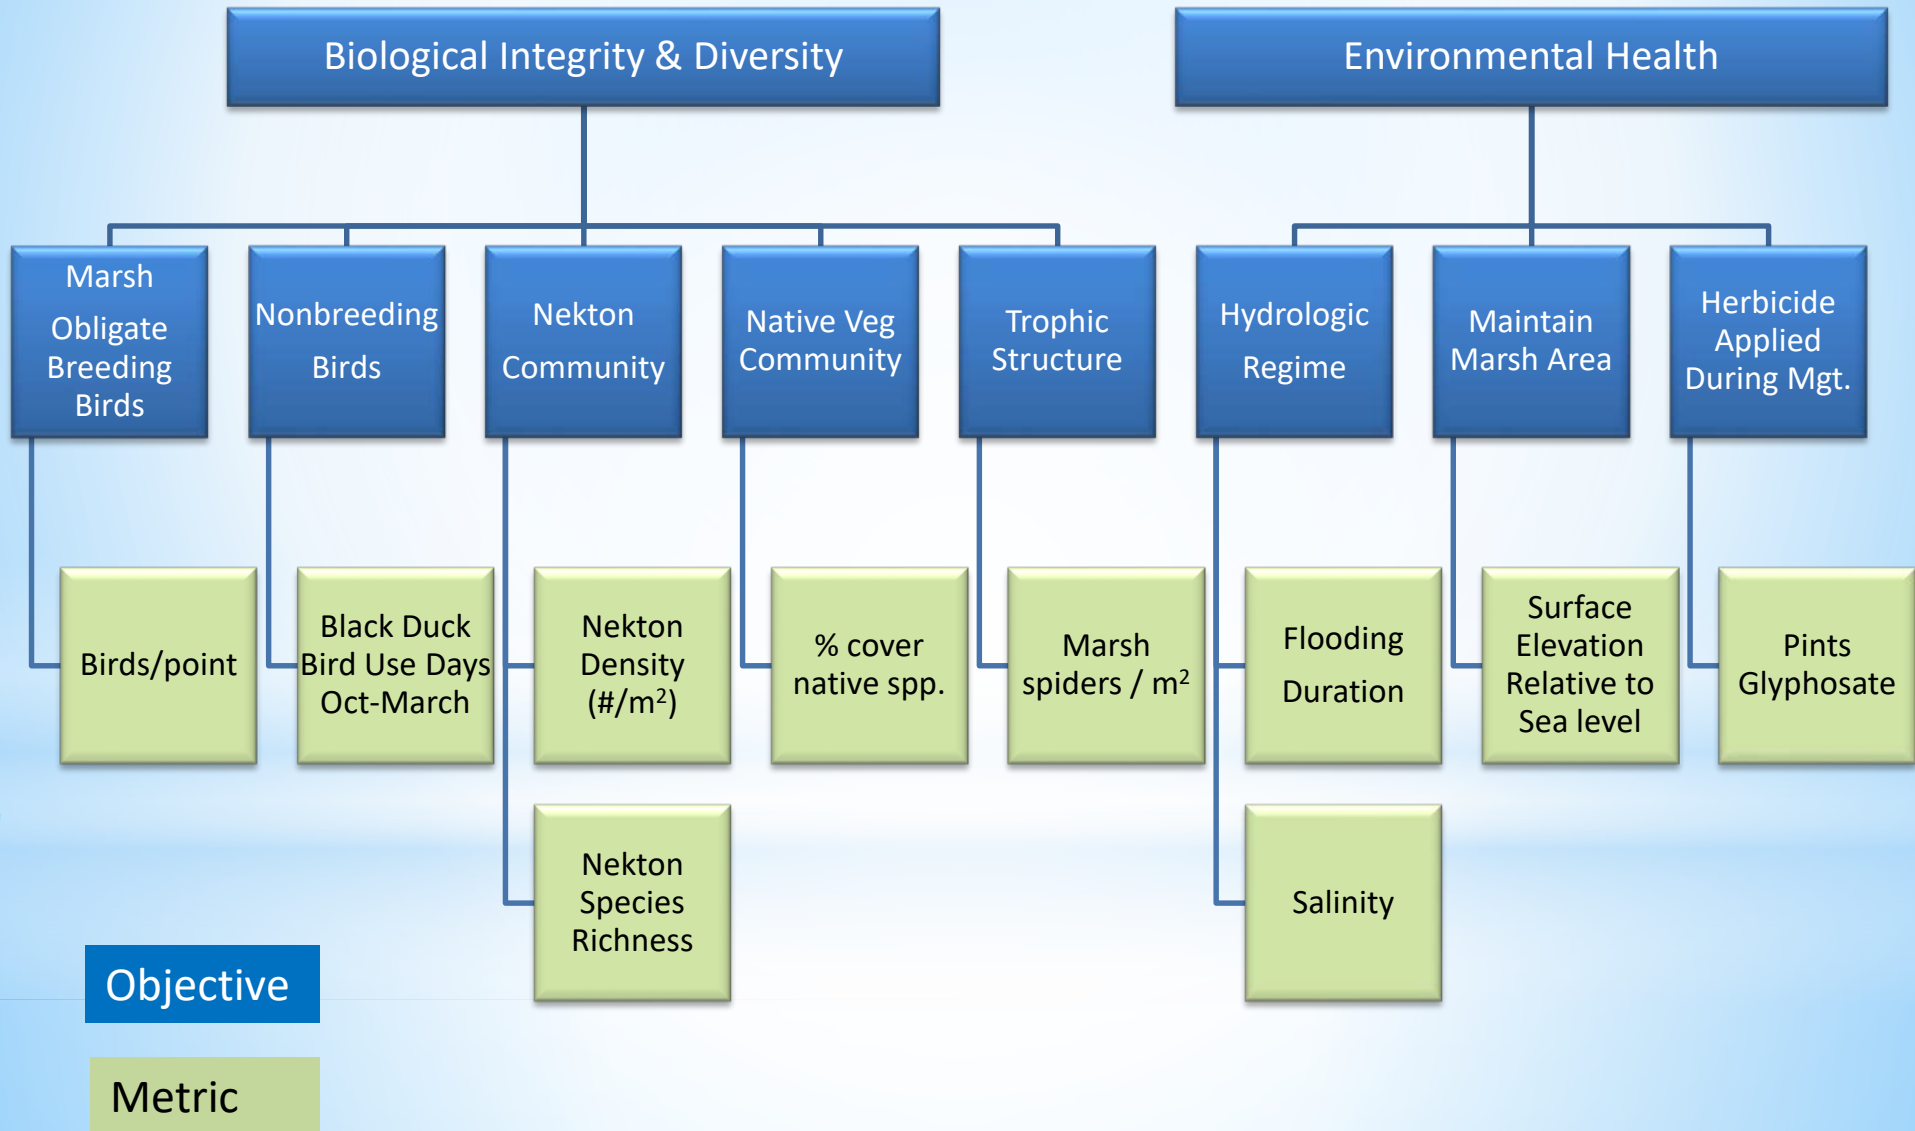 Biological Integrity & Diversity
Environmental Health
Marsh
Obligate
Breeding
Birds
Nonbreeding
Birds
Nekton
Community
Native Veg
Community
Trophic
Structure
Hydrologic
Regime
Maintain
Marsh Area
Herbicide
Applied
During Mgt.
Birds/point
Black Duck
Bird Use Days
Oct-March
Nekton
Density
(#/m²)
% cover
native spp.
Marsh
spiders / m²
Flooding
Duration
Surface
Elevation
Relative to
Sea level
Pints
Glyphosate
Nekton
Species
Richness
Salinity
Objective
Metric